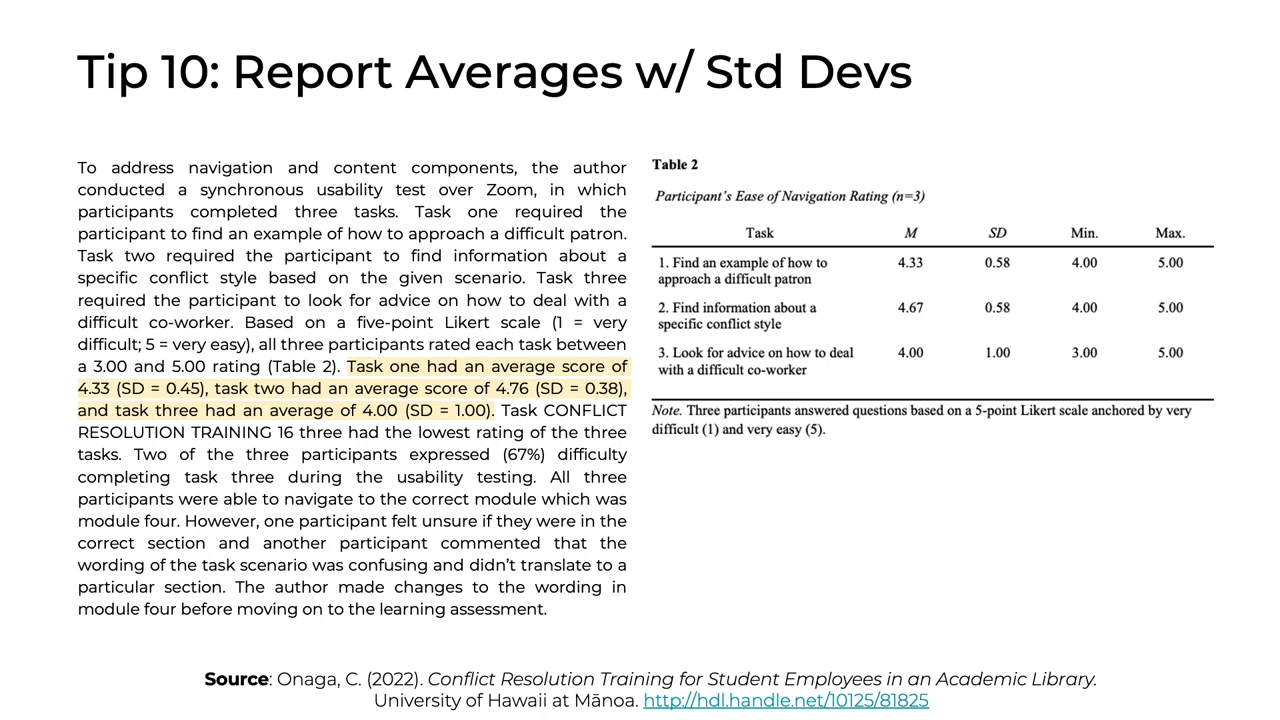 Tip 10: Report Averages w/ Std Devs
To address navigation and content components, the author
conducted a synchronous usability test over Zoom, in which
participants completed three tasks. Task one required the
participant to find an example of how to approach a difficult patron.
Task two required the participant to find information about a
specific conflict style based on the given scenario. Task three
required the participant to look for advice on how to deal with a
difficult co-worker. Based on a five-point Likert scale (1 = very
difficult; 5 = very easy), all three participants rated each task between
a 3.00 and 5.00 rating (Table 2). Task one had an average score of
4.33 (SD = 0.45), task two had an average score of 4.76 (SD = 0.38),
and task three had an average of 4.00 (SD = 1.00). Task CONFLICT
RESOLUTION TRAINING 16 three had the lowest rating of the three
tasks. Two of the three participants expressed (67%) difficulty
completing task three during the usability testing. All three
participants were able to navigate to the correct module which was
module four. However, one participant felt unsure if they were in the
correct section and another participant commented that the
wording of the task scenario was confusing and didn't translate to a
particular section. The author made changes to the wording in
module four before moving on to the learning assessment.
Table 2
Participant's Ease of Navigation Rating (n=3)
Task M SD Min. Max.
1. Find an example of how to 4.33 0.58 4.00 5.00
approach a difficult patron
2. Find information about a 4.67 0.58 4.00 5.00
specific conflict style
3. Look for advice on how to deal 4.00 1.00 3.00 5.00
with a difficult co-worker
Note. Three participants answered questions based on a 5-point Likert scale anchored by very
difficult (1) and very easy (5).
Source: Onaga, C. (2022). Conflict Resolution Training for Student Employees in an Academic Library.
University of Hawaii at Mānoa. http://hdl.handle.net/10125/81825